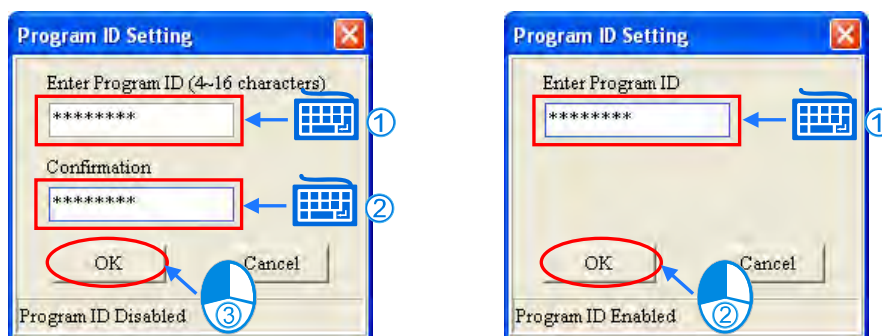 Program ID Setting
Enter Program ID (4~16 characters)
********
①
Confirmation
********
②
OK
Cancel
③
Program ID Disabled
Program ID Setting
Enter Program ID
********
①
OK
Cancel
②
Program ID Enabled